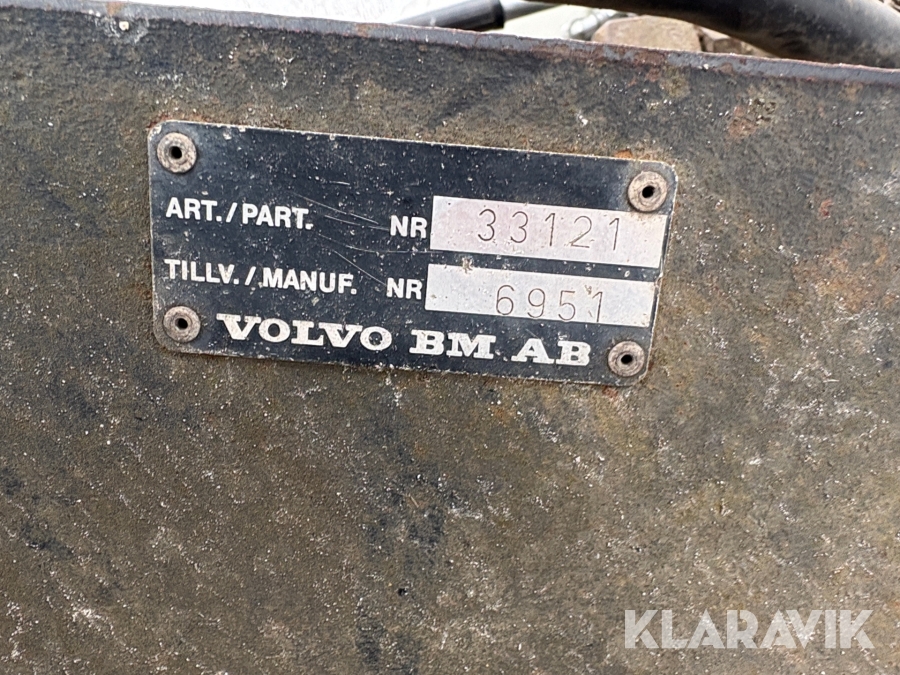 ART./PART. NR 33121
TILLV./MANUF. NR 6951
VOLVO BM AB
KLARAVIK